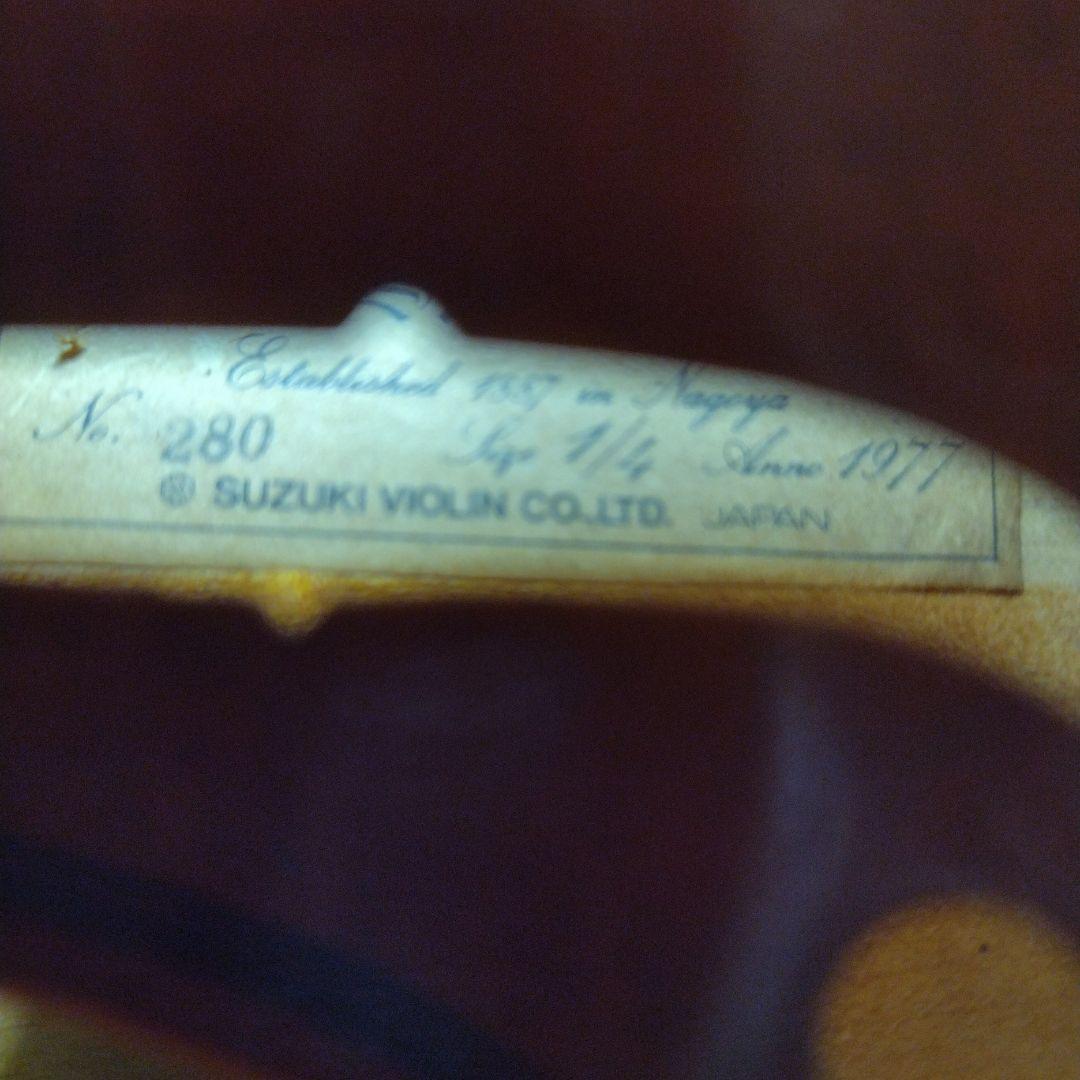 Established 1887 in Nagoya
No. 280 Size 1/4 Anno 1977
SUZUKI VIOLIN CO.,LTD. JAPAN